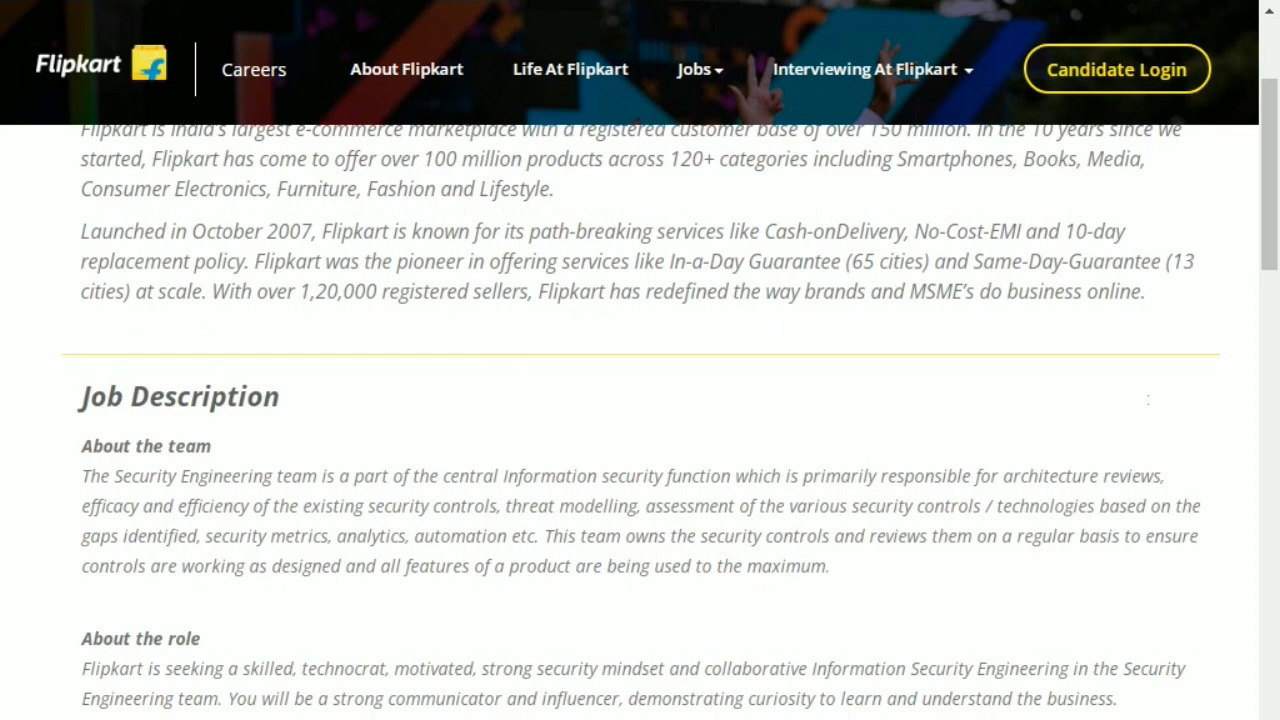 Flipkart
Careers
About Flipkart
Life At Flipkart
Jobs
Interviewing At Flipkart
Candidate Login
Flipkart is India's largest e-commerce marketplace with a registered customer base of over 150 million. In the 10 years since we
started, Flipkart has come to offer over 100 million products across 120+ categories including Smartphones, Books, Media,
Consumer Electronics, Furniture, Fashion and Lifestyle.
Launched in October 2007, Flipkart is known for its path-breaking services like Cash-onDelivery, No-Cost-EMI and 10-day
replacement policy. Flipkart was the pioneer in offering services like In-a-Day Guarantee (65 cities) and Same-Day-Guarantee (13
cities) at scale. With over 1,20,000 registered sellers, Flipkart has redefined the way brands and MSME's do business online.
Job Description
:
About the team
The Security Engineering team is a part of the central Information security function which is primarily responsible for architecture reviews,
efficacy and efficiency of the existing security controls, threat modelling, assessment of the various security controls / technologies based on the
gaps identified, security metrics, analytics, automation etc. This team owns the security controls and reviews them on a regular basis to ensure
controls are working as designed and all features of a product are being used to the maximum.
About the role
Flipkart is seeking a skilled, technocrat, motivated, strong security mindset and collaborative Information Security Engineering in the Security
Engineering team. You will be a strong communicator and influencer, demonstrating curiosity to learn and understand the business.